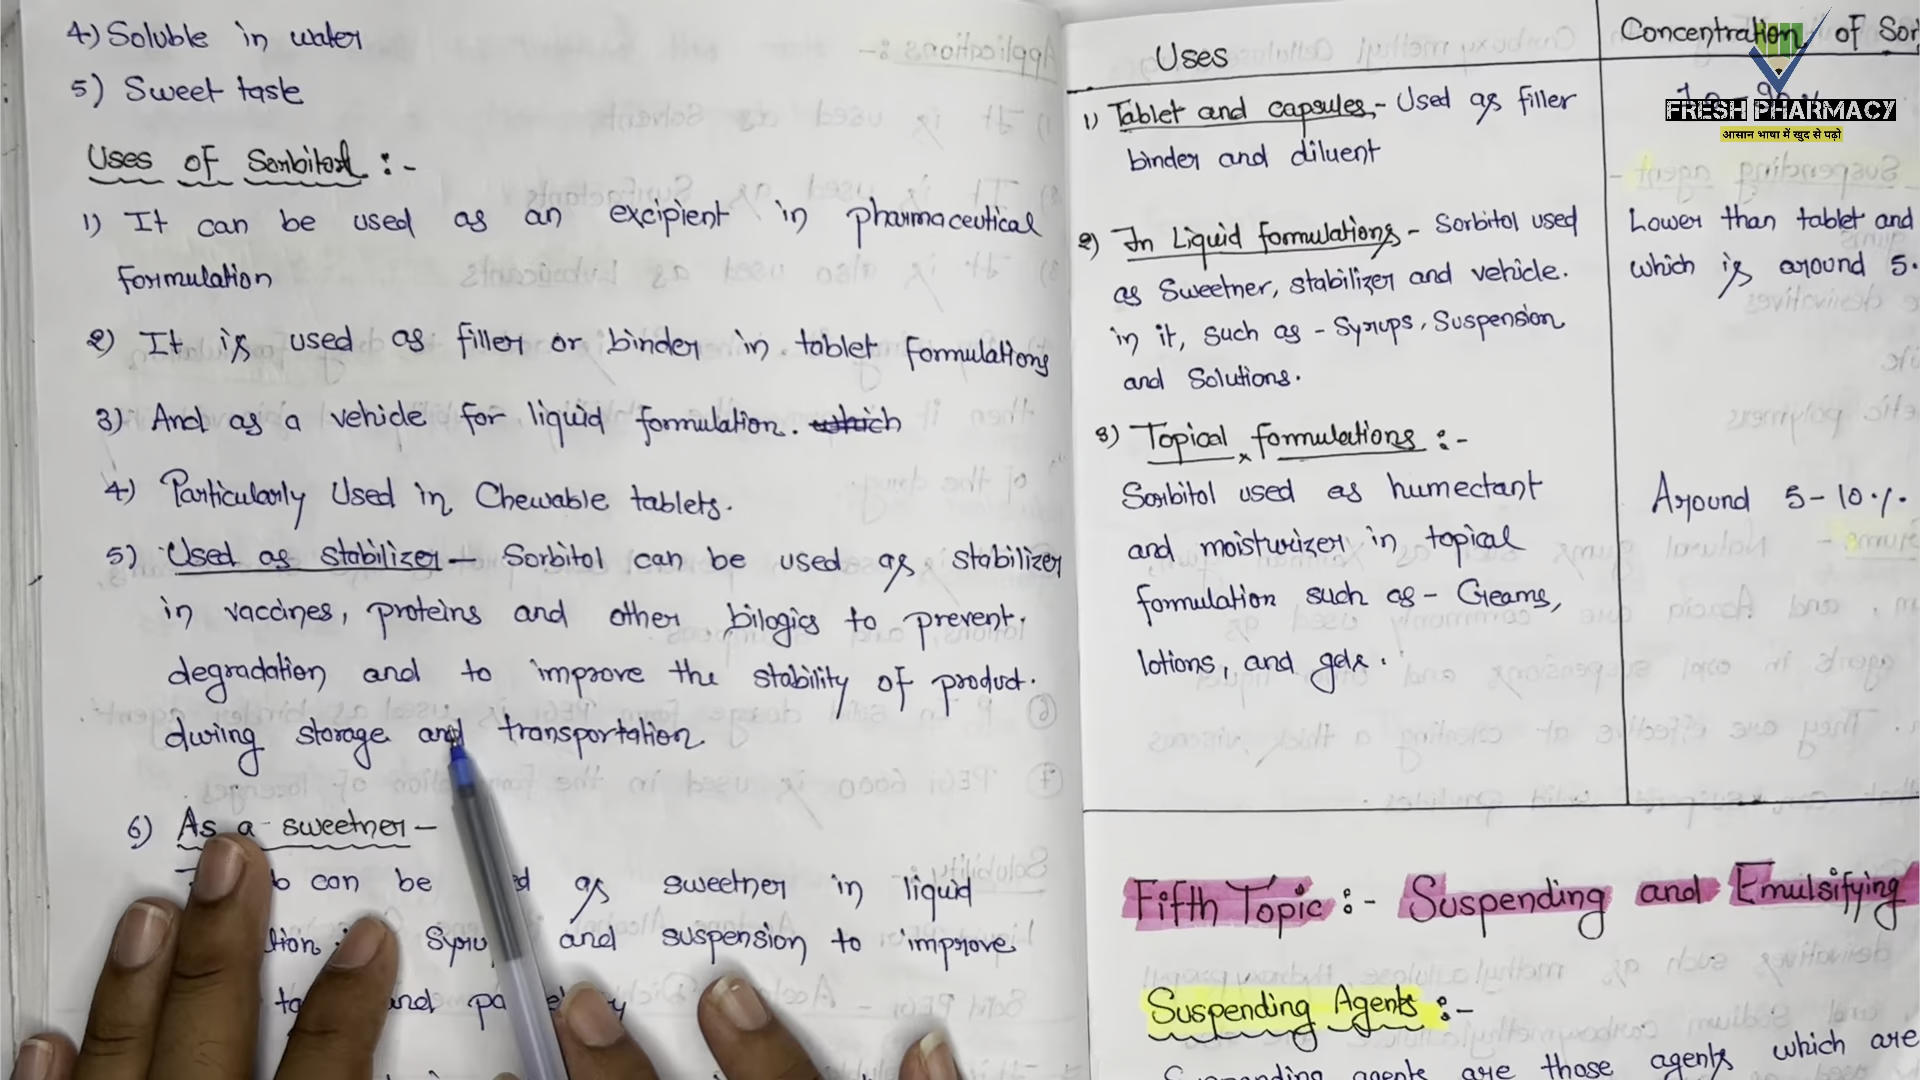 4) Soluble in water
5) Sweet taste
Uses of Sorbitol :-
1) It can be used as an excipient in pharmaceutical
formulation
2) It is used as filler or binder in tablet formulations
3) And as a vehicle for liquid formulation. which
4) Particularly Used in Chewable tablets.
5) Used as stabilizer - Sorbitol can be used as stabilizer
in vaccines, proteins and other bilogics to prevent.
degradation and to improve the stability of product.
during storage and transportation
6) As a sweetner -
can be as sweetner in liquid
and suspension to improve
and
Uses
1) Tablet and capsules, - Used as filler
binder and diluent
2) In Liquid formulations - Sorbitol used
as Sweetner, stabilizer and vehicle.
in it, such as - Syrups, Suspension
and Solutions.
3) Topical formulations :-
Sorbitol used as humectant
and moisturizer in topical
formulation such as - Creams,
lotions, and gels.
Concentration of Sor
Lower than tablet and
which is around 5.
Around 5-10%.
Fifth Topic :- Suspending and Emulsifying
Suspending Agents :-
Suspending agents are those agents which are
FRESH PHARMACY
आसान भाषा में खुद से पढ़ो